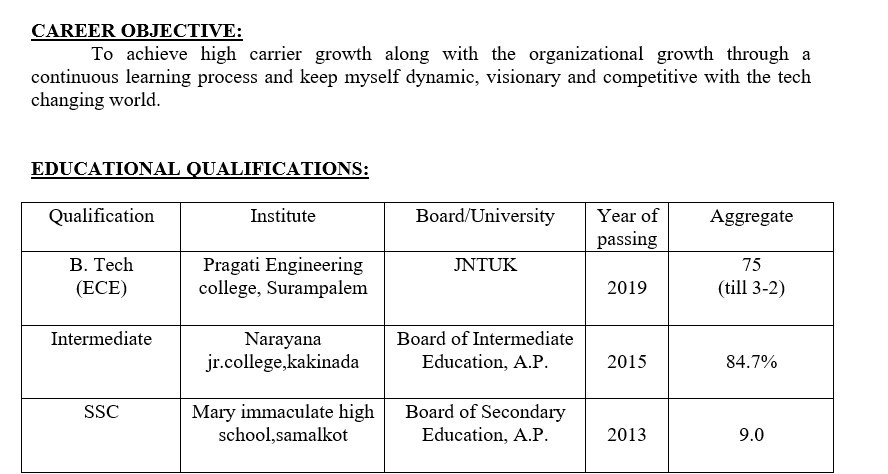 CAREER OBJECTIVE:
To achieve high carrier growth along with the organizational growth through a
continuous learning process and keep myself dynamic, visionary and competitive with the tech
changing world.
EDUCATIONAL QUALIFICATIONS:
Qualification Institute Board/University Year of passing Aggregate
B. Tech (ECE) Pragati Engineering college, Surampalem JNTUK 2019 75 (till 3-2)
Intermediate Narayana jr.college,kakinada Board of Intermediate Education, A.P. 2015 84.7%
SSC Mary immaculate high school,samalkot Board of Secondary Education, A.P. 2013 9.0